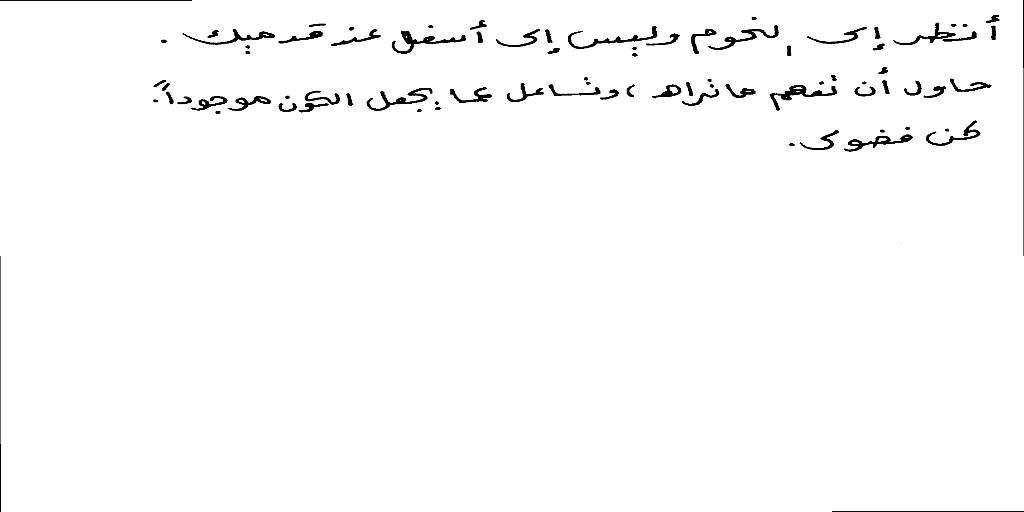 أنظر إلى النجوم وليس إلى أسفل عند قدميك .
حاول أن تفهم ما تراه ، وتساءل عما يجعل الكون موجوداً.
كن فضولى .